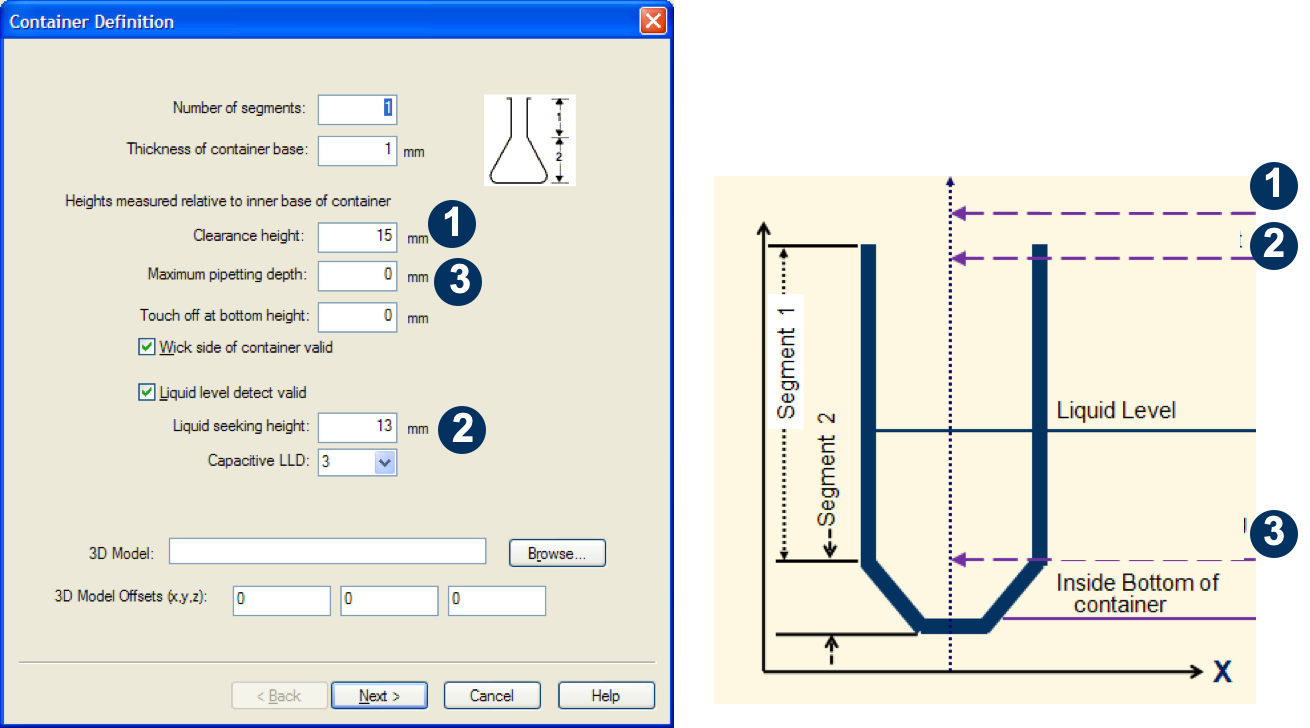 Container Definition
Number of segments: 1
Thickness of container base: 1 mm
1
2
Heights measured relative to inner base of container
Clearance height: 15 mm 1
Maximum pipetting depth: 0 mm 3
Touch off at bottom height: 0 mm
Wick side of container valid
Liquid level detect valid
Liquid seeking height: 13 mm 2
Capacitive LLD: 3
3D Model: Browse...
3D Model Offsets (x,y,z): 0 0 0
< Back Next > Cancel Help
1
2
Segment 1
Segment 2
Liquid Level
3
Inside Bottom of
container
X